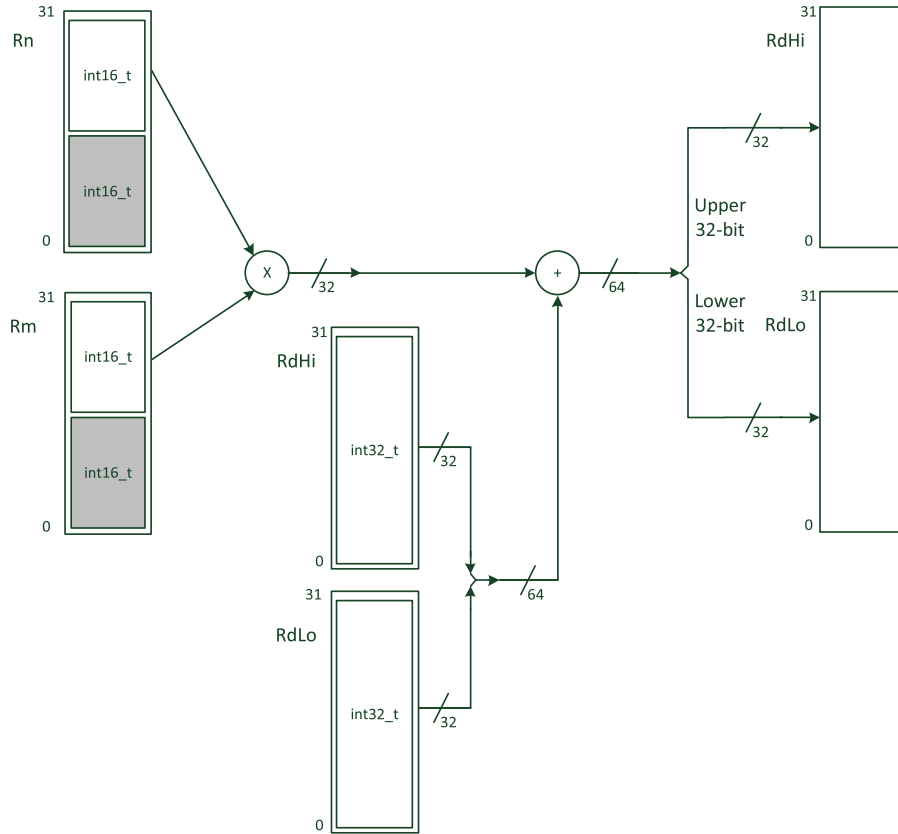 31
Rn
int16_t
int16_t
0
31
Rm
int16_t
int16_t
0
X
32
31
RdHi
int32_t
32
0
31
RdLo
int32_t
32
0
64
+
64
Upper
32-bit
Lower
32-bit
32
31
RdHi
0
31
RdLo
32
0